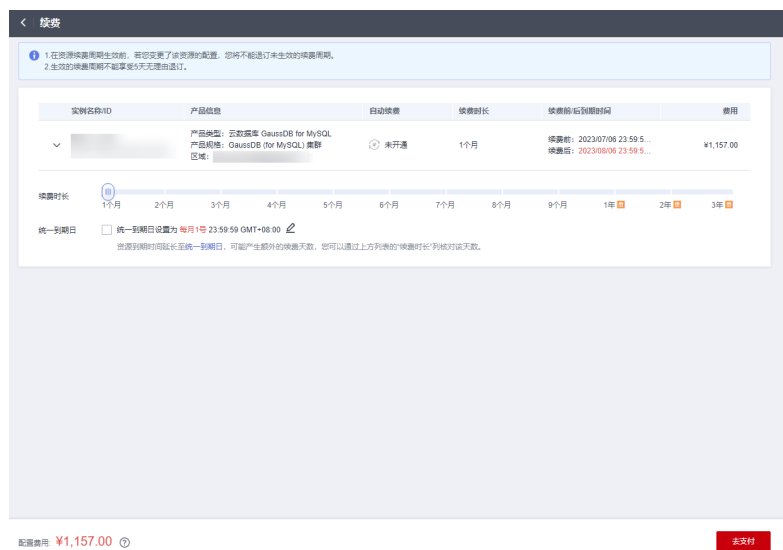 续费
1.在资源续费周期生效前，若您变更了该资源的配置，您将不能退订未生效的续费周期。
2.生效的续费周期不能享受5天无理由退订。
实例名称/ID 产品信息 自动续费 续费时长 续费前/后到期时间 费用
产品类型：云数据库 GaussDB for MySQL
产品规格：GaussDB (for MySQL) 集群
区域：
未开通 1个月
续费前：2023/07/06 23:59:5...
续费后：2023/08/06 23:59:5...
¥1,157.00
续费时长
1个月 2个月 3个月 4个月 5个月 6个月 7个月 8个月 9个月 1年 2年 3年
统一到期日 统一到期日设置为 每月1号 23:59:59 GMT+08:00
资源到期时间延长至统一到期日，可能产生额外的续费天数，您可以通过上方列表的“续费时长”列核对该天数。
配置费用: ¥1,157.00
去支付